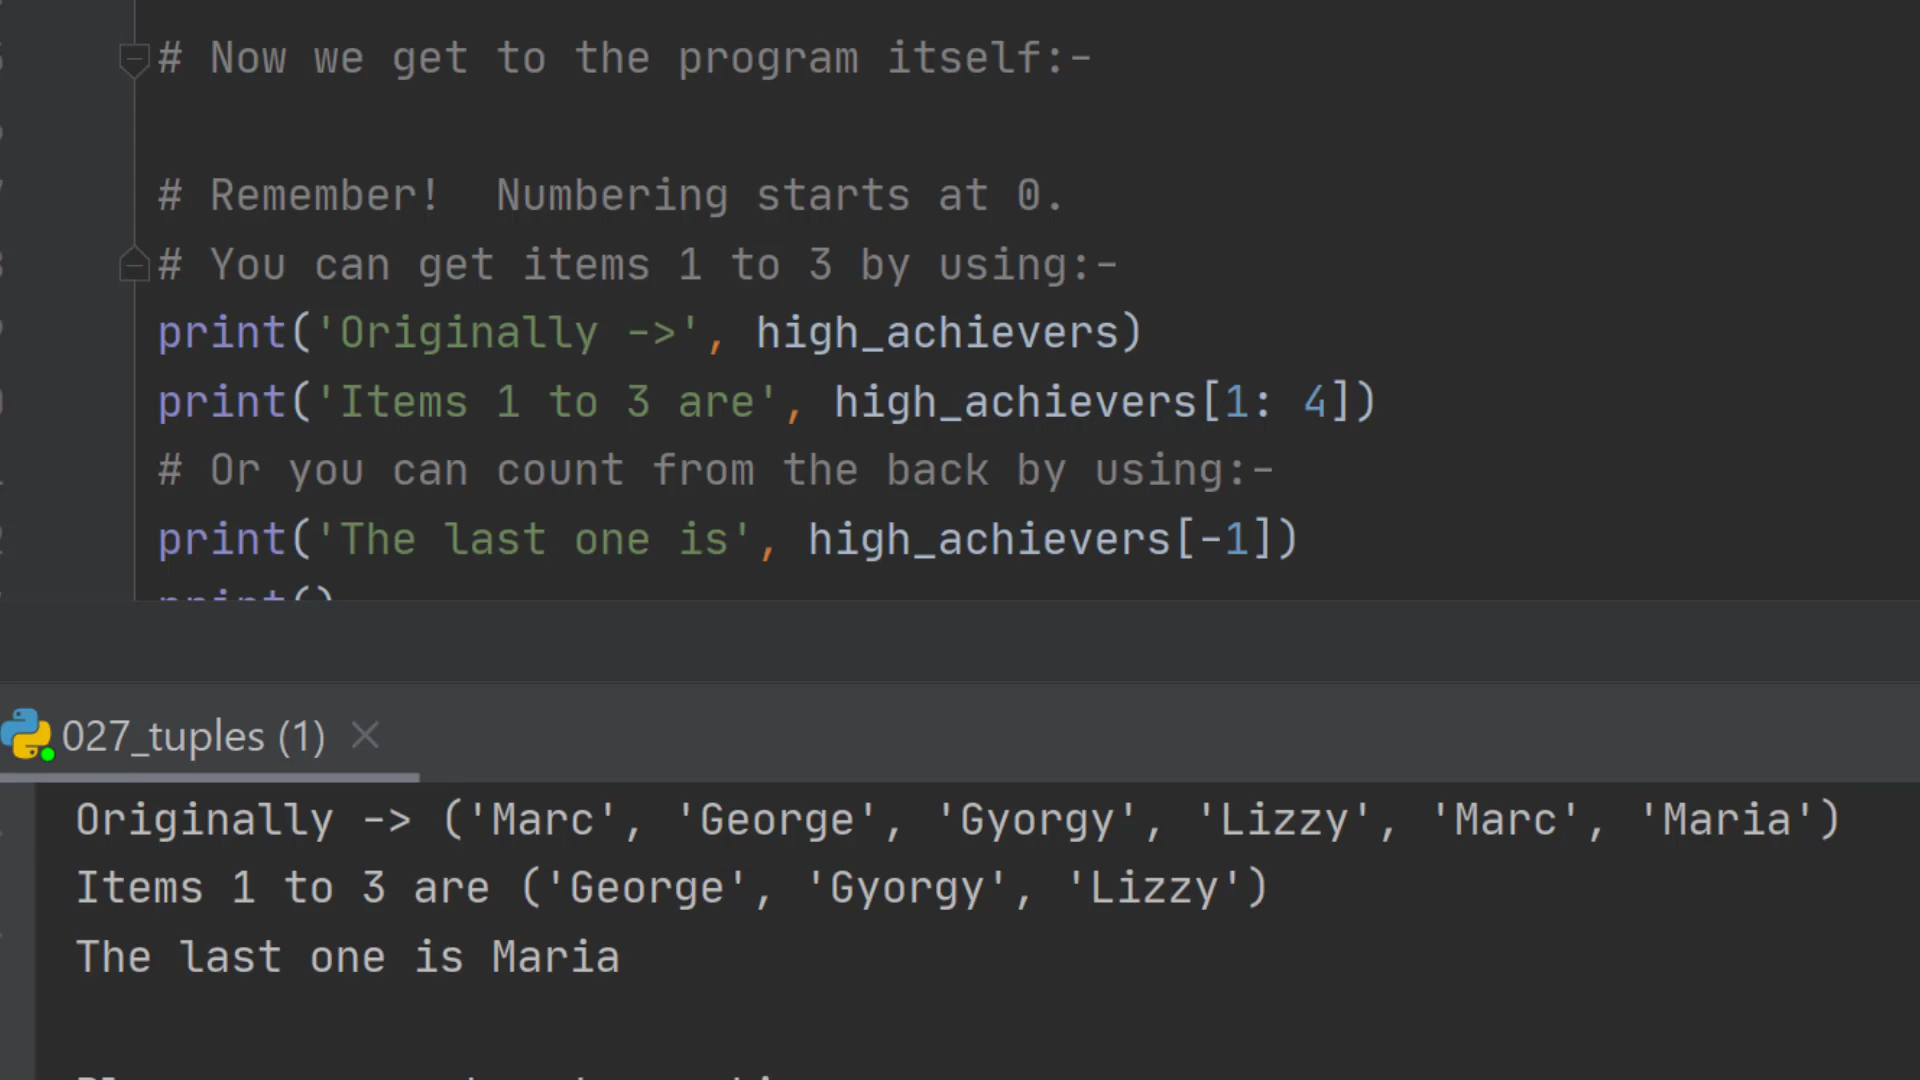 # Now we get to the program itself:-
# Remember!  Numbering starts at 0.
# You can get items 1 to 3 by using:-
print('Originally ->', high_achievers)
print('Items 1 to 3 are', high_achievers[1: 4])
# Or you can count from the back by using:-
print('The last one is', high_achievers[-1])
print()
027_tuples (1)
Originally -> ('Marc', 'George', 'Gyorgy', 'Lizzy', 'Marc', 'Maria')
Items 1 to 3 are ('George', 'Gyorgy', 'Lizzy')
The last one is Maria